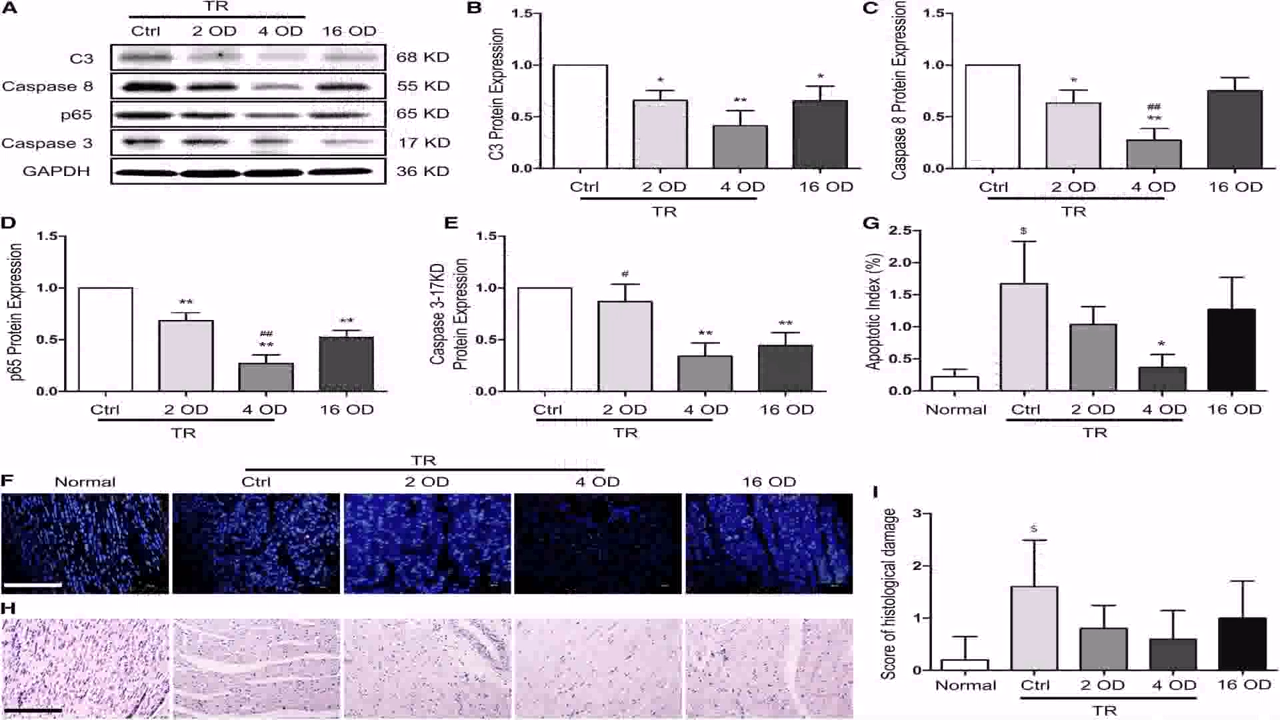 A
TR
Ctrl 2 OD 4 OD 16 OD
C3 68 KD
Caspase 8 55 KD
p65 65 KD
Caspase 3 17 KD
GAPDH 36 KD
B
C3 Protein Expression
1.5
1.0
0.5
0.0
*
**
*
Ctrl 2 OD 4 OD 16 OD
TR
C
Caspase 8 Protein Expression
1.5
1.0
0.5
0.0
*
##
**
Ctrl 2 OD 4 OD 16 OD
TR
D
p65 Protein Expression
1.5
1.0
0.5
0.0
**
##
**
**
Ctrl 2 OD 4 OD 16 OD
TR
E
Caspase 3-17KD
Protein Expression
1.5
1.0
0.5
0.0
#
**
**
Ctrl 2 OD 4 OD 16 OD
TR
G
Apoptotic Index (%)
2.5
2.0
1.5
1.0
0.5
0.0
$
*
Normal Ctrl 2 OD 4 OD 16 OD
TR
F
TR
Normal Ctrl 2 OD 4 OD 16 OD
H
I
Score of histological damage
3
2
1
0
$
Normal Ctrl 2 OD 4 OD 16 OD
TR